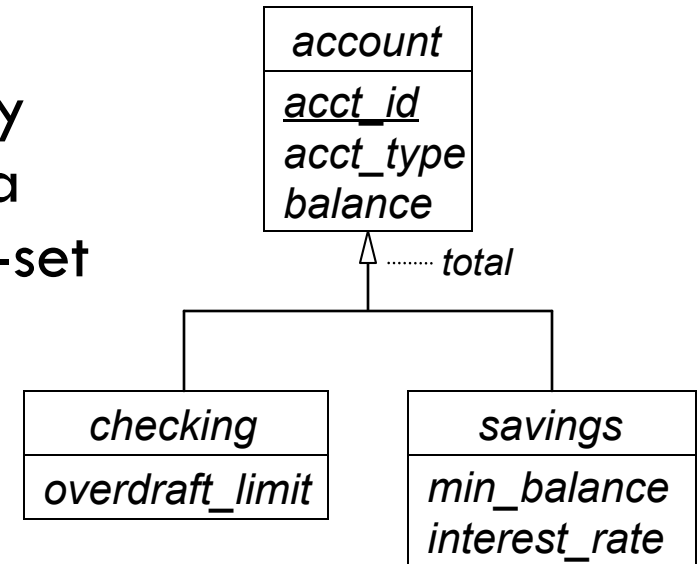 account
acct_id
acct_type
balance
y
a
-set
total
checking
overdraft_limit
savings
min_balance
interest_rate